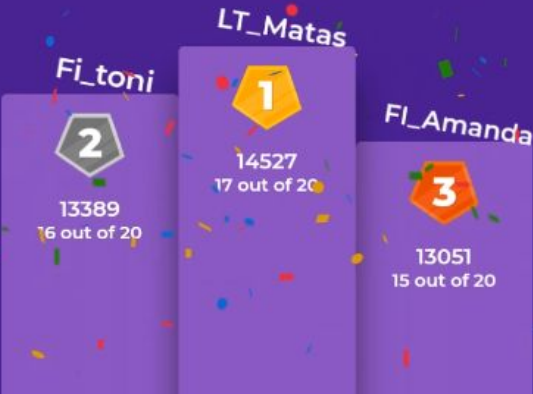 LT_Matas
Fi_toni
FI_Amanda
1
2
3
14527
17 out of 20
13389
16 out of 20
13051
15 out of 20